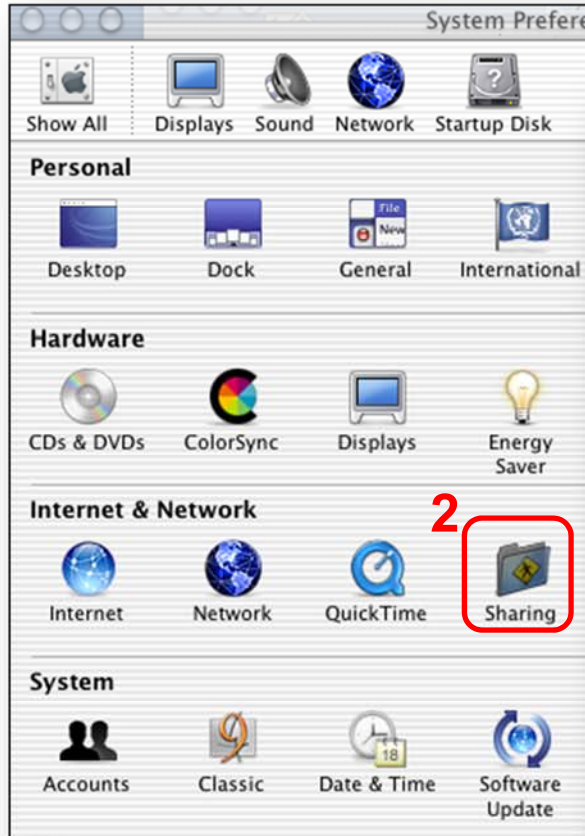 System Prefere
Show All Displays Sound Network Startup Disk
Personal
File
New
Desktop Dock General International
Hardware
CDs & DVDs ColorSync Displays Energy
Saver
Internet & Network 2
Internet Network QuickTime Sharing
System
18
Accounts Classic Date & Time Software
Update